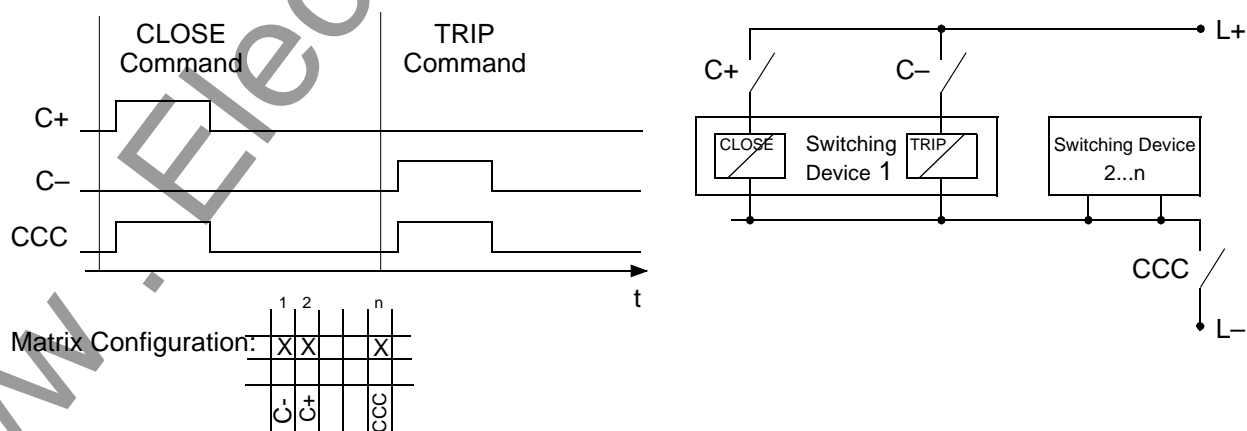 CLOSE
Command
TRIP
Command
C+
C–
CCC
t
Matrix Configuration:
1 2 n
X X X
C- C+ CCC
L+
C+
C–
CLOSE
Switching
Device 1
TRIP
Switching Device
2...n
CCC
L–
w . Elec